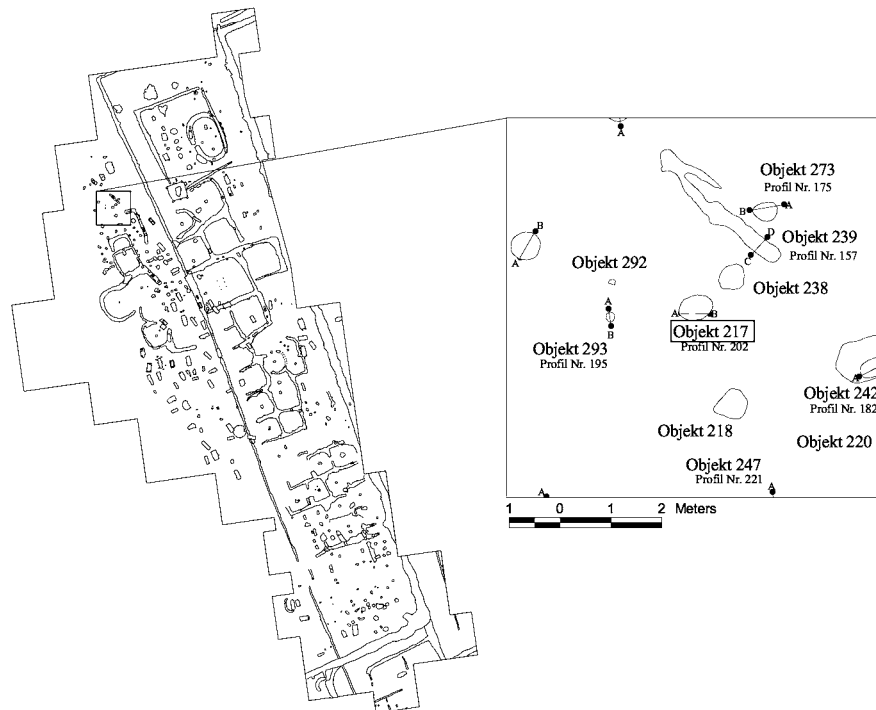 A
Objekt 273
Profil Nr. 175
B A
B
D
Objekt 239
C
Profil Nr. 157
A
Objekt 292
Objekt 238
A
A B
Objekt 217
B
Profil Nr. 202
Objekt 293
Profil Nr. 195
A
Objekt 242
Profil Nr. 182
Objekt 218
Objekt 220
Objekt 247
Profil Nr. 221
A
A
1 0 1 2 Meters